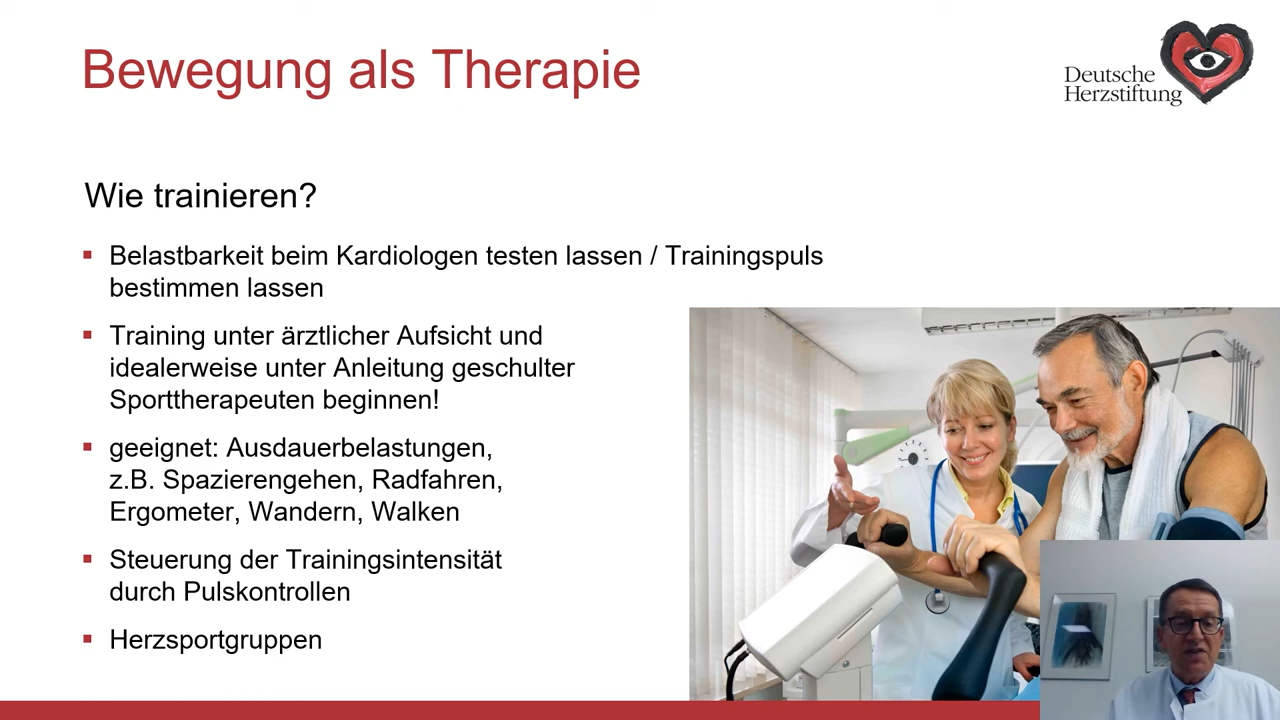 Bewegung als Therapie
Deutsche
Herzstiftung
Wie trainieren?
▪ Belastbarkeit beim Kardiologen testen lassen / Trainingspuls
bestimmen lassen
▪ Training unter ärztlicher Aufsicht und
idealerweise unter Anleitung geschulter
Sporttherapeuten beginnen!
▪ geeignet: Ausdauerbelastungen,
z.B. Spazierengehen, Radfahren,
Ergometer, Wandern, Walken
▪ Steuerung der Trainingsintensität
durch Pulskontrollen
▪ Herzsportgruppen